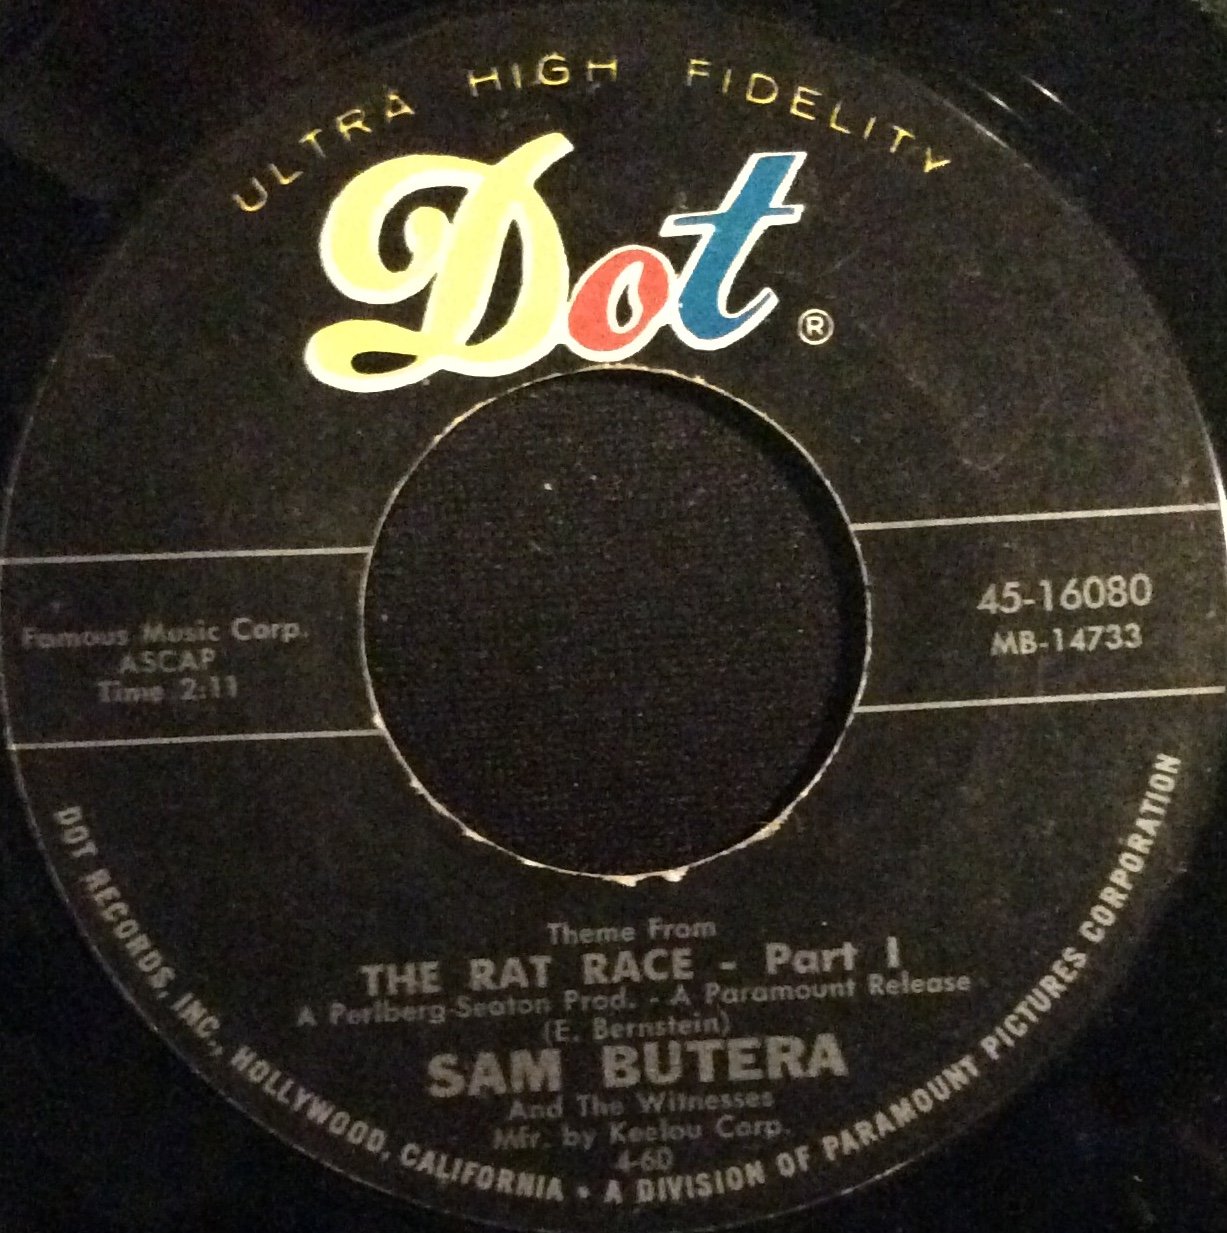 ULTRA HIGH FIDELITY
Dot ®
Famous Music Corp.
ASCAP
Time 2:11
45-16080
MB-14733
Theme From
THE RAT RACE - Part I
A Perlberg-Seaton Prod. - A Paramount Release
(E. Bernstein)
SAM BUTERA
And The Witnesses
Mfr. by Keelou Corp.
4-60
DOT RECORDS, INC., HOLLYWOOD, CALIFORNIA • A DIVISION OF PARAMOUNT PICTURES CORPORATION